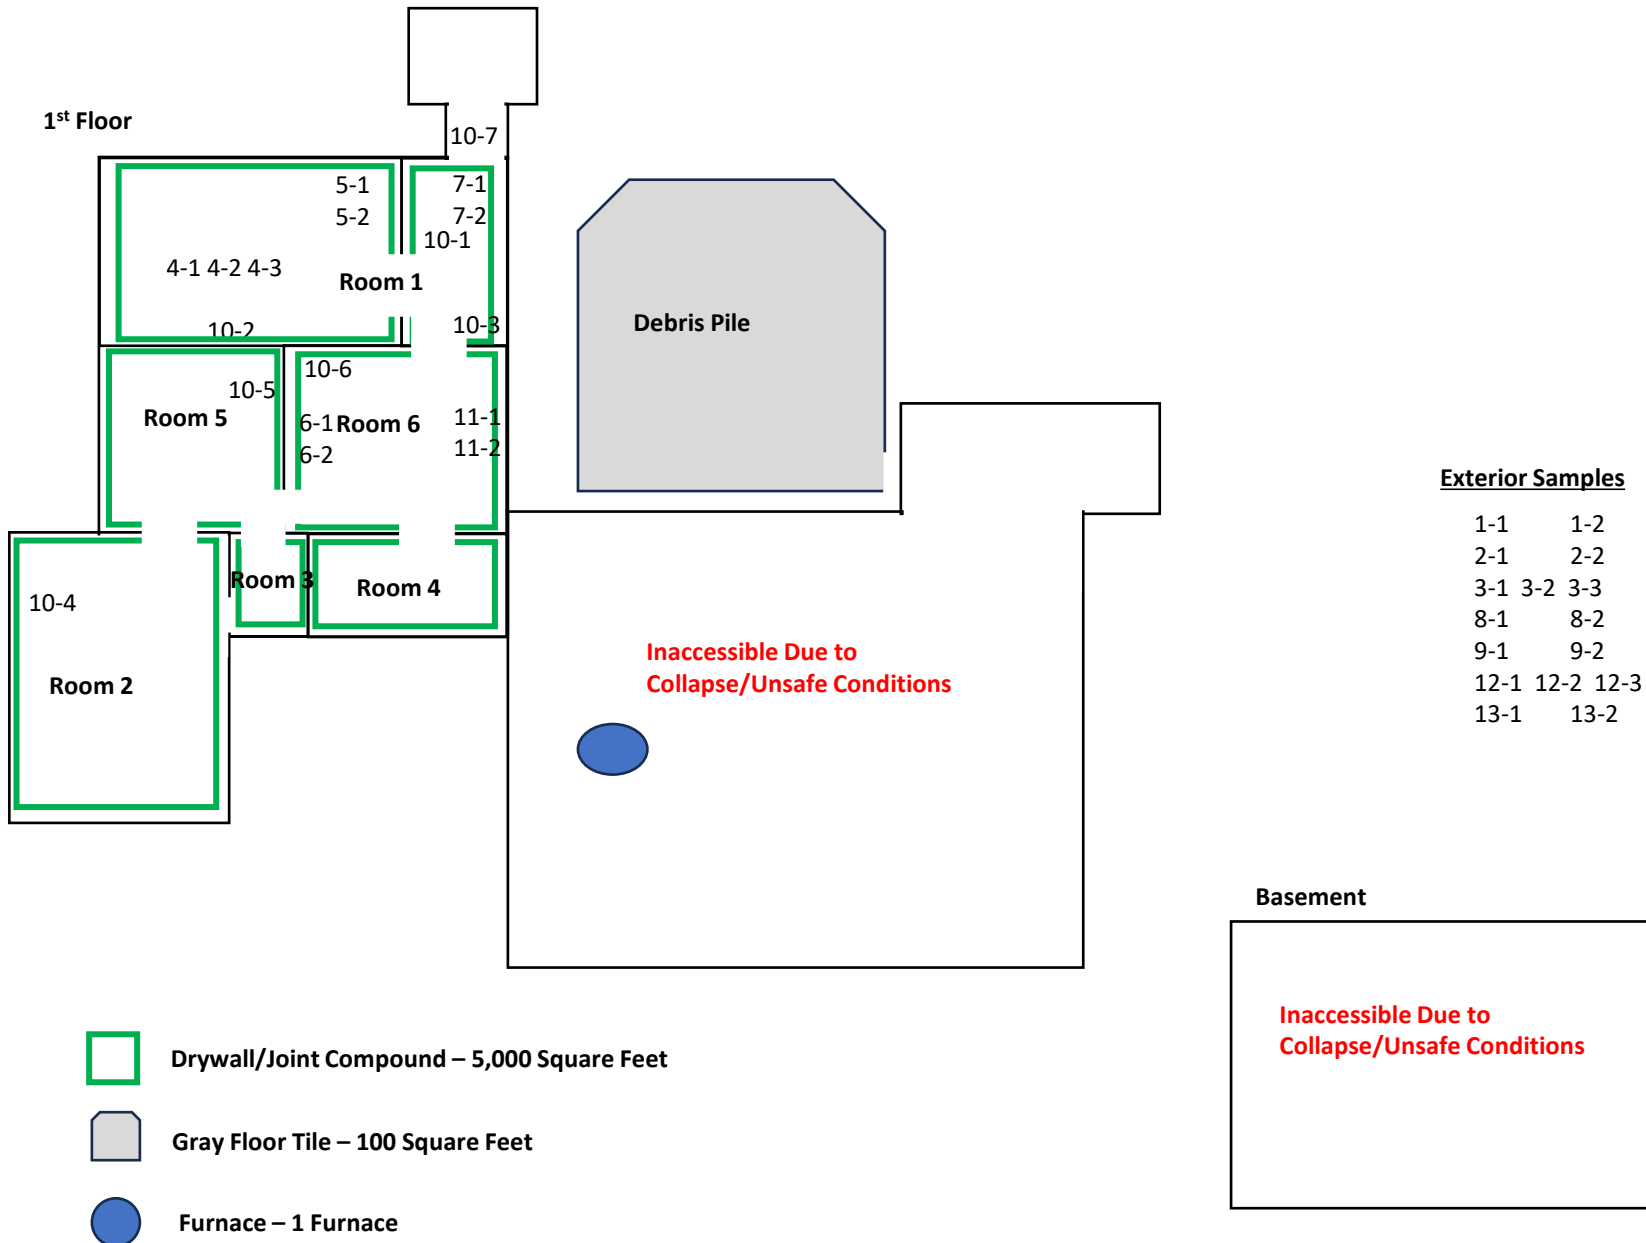 1st Floor
10-7
5-1
5-2
7-1
7-2
10-1
4-1 4-2 4-3
Room 1
10-2
10-3
Debris Pile
10-6
10-5
Room 5
6-1
Room 6
11-1
6-2
11-2
Exterior Samples
1-1 1-2
2-1 2-2
3-1 3-2 3-3
8-1 8-2
9-1 9-2
12-1 12-2 12-3
13-1 13-2
Room 3
Room 4
10-4
Room 2
Inaccessible Due to
Collapse/Unsafe Conditions
Basement
Inaccessible Due to
Collapse/Unsafe Conditions
Drywall/Joint Compound – 5,000 Square Feet
Gray Floor Tile – 100 Square Feet
Furnace – 1 Furnace